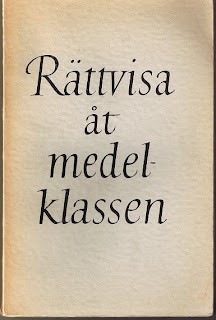 Rättvisa
åt
medel-
klassen